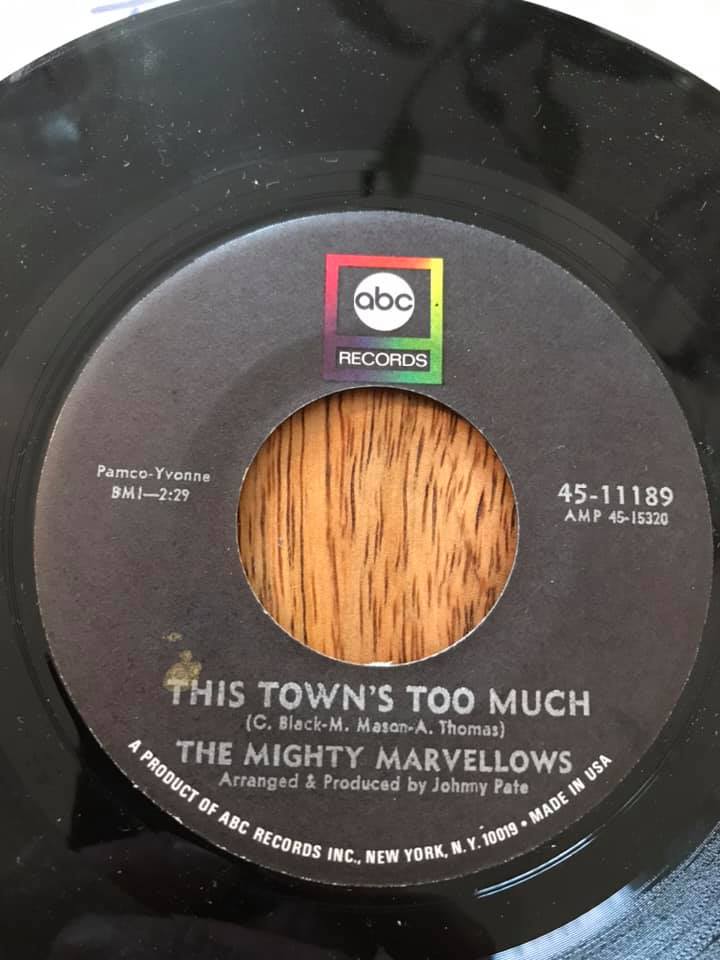 abc
RECORDS
Pamco-Yvonne
BMI—2:29
45-11189
AMP 45-15320
THIS TOWN'S TOO MUCH
(C. Black-M. Mason-A. Thomas)
THE MIGHTY MARVELLOWS
Arranged & Produced by Johnny Pate
A PRODUCT OF ABC RECORDS INC., NEW YORK, N.Y. 10019 • MADE IN USA